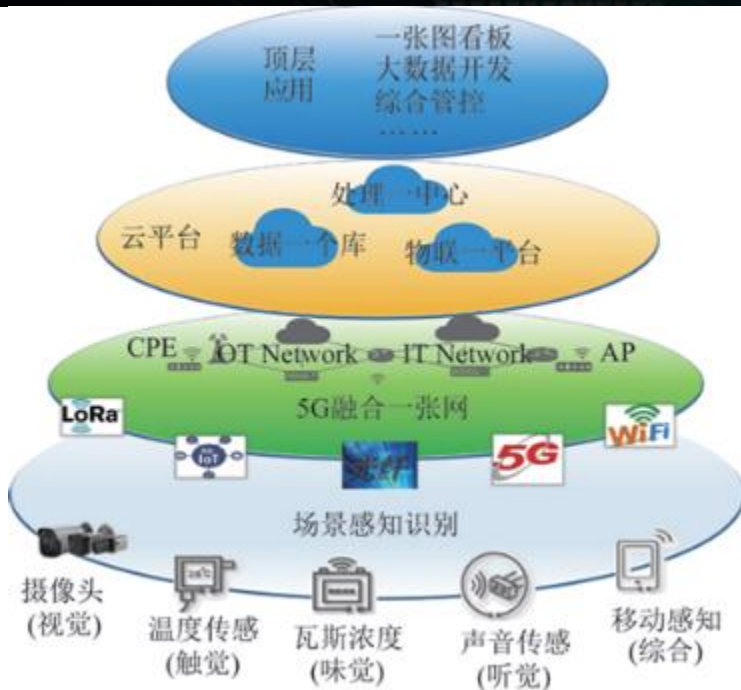 顶层
应用
一张图看板
大数据开发
综合管控
……
处理一中心
云平台
数据一个库
物联一平台
CPE
OT Network
IT Network
AP
5G融合一张网
LoRa
IoT
光纤
5G
WiFi
场景感知识别
摄像头
(视觉)
温度传感
(触觉)
瓦斯浓度
(味觉)
声音传感
(听觉)
移动感知
(综合)